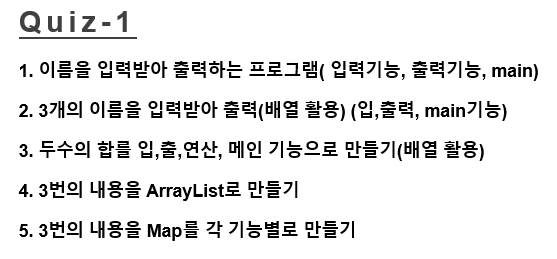 Quiz-1
1. 이름을 입력받아 출력하는 프로그램( 입력기능, 출력기능, main)
2. 3개의 이름을 입력받아 출력(배열 활용) (입,출력, main기능)
3. 두수의 합를 입,출,연산, 메인 기능으로 만들기(배열 활용)
4. 3번의 내용을 ArrayList로 만들기
5. 3번의 내용을 Map를 각 기능별로 만들기